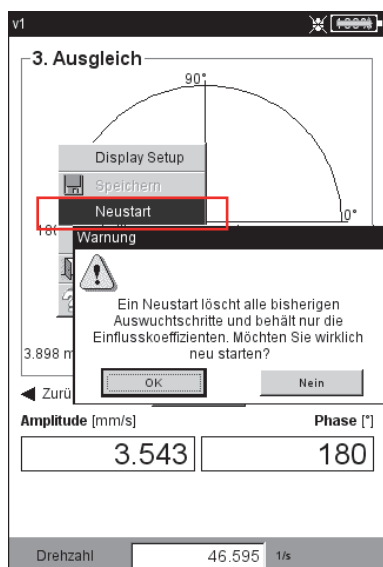 v1
100%
3. Ausgleich
90°
Display Setup
Speichern
Neustart
0°
Warnung
Ein Neustart löscht alle bisherigen
Auswuchtschritte und behält nur die
Einflusskoeffizienten. Möchten Sie wirklich
neu starten?
3.898 m
OK
Nein
Zurü
Amplitude [mm/s]
Phase [°]
3.543
180
Drehzahl
46.595
1/s